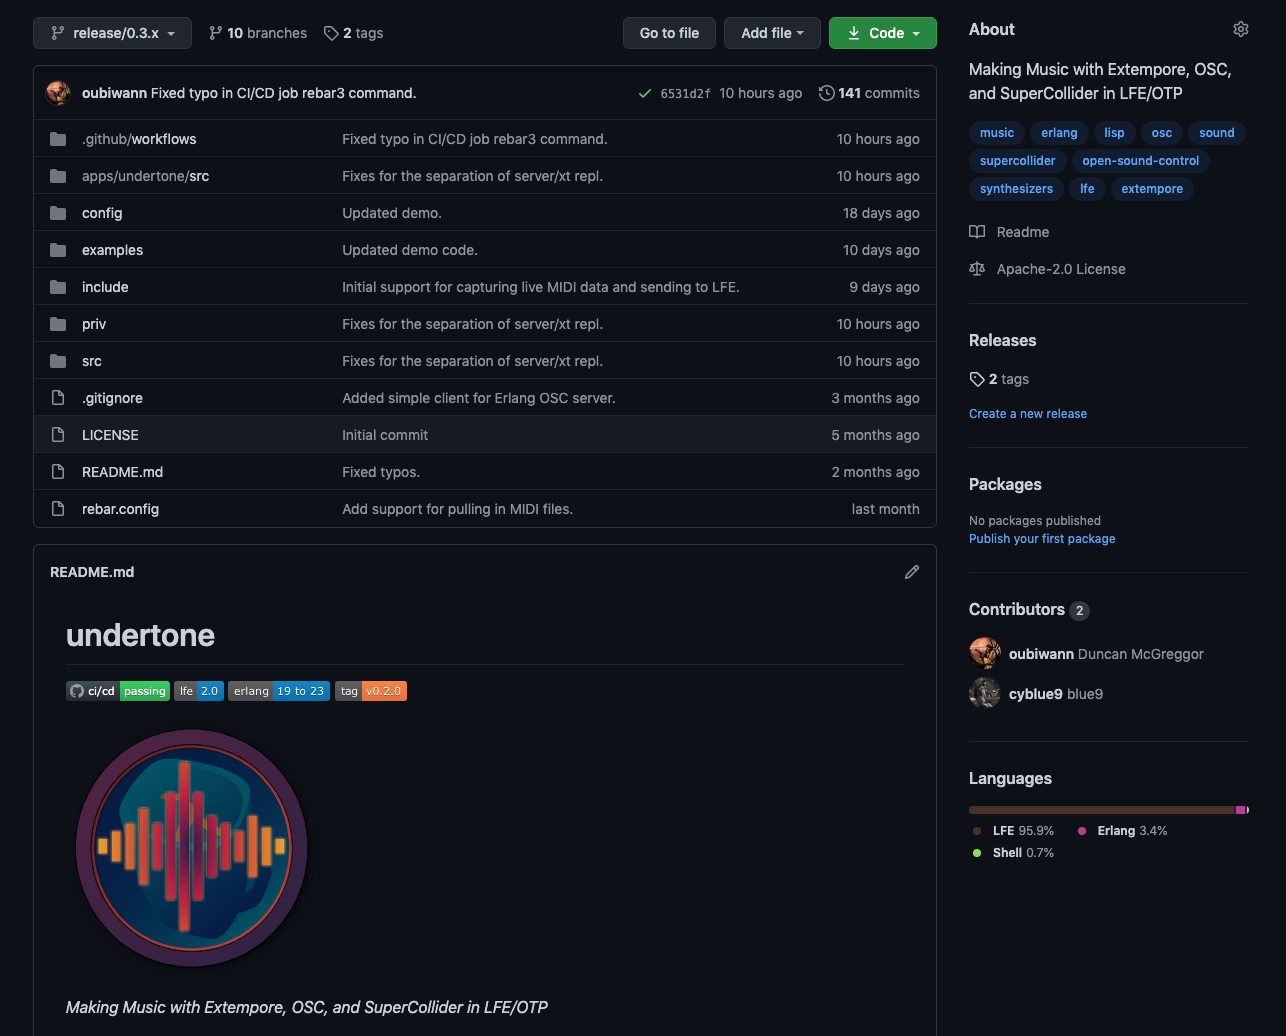 release/0.3.x 10 branches 2 tags Go to file Add file Code
oubiwann Fixed typo in CI/CD job rebar3 command. 6531d2f 10 hours ago 141 commits
.github/workflows Fixed typo in CI/CD job rebar3 command. 10 hours ago
apps/undertone/src Fixes for the separation of server/xt repl. 10 hours ago
config Updated demo. 18 days ago
examples Updated demo code. 10 days ago
include Initial support for capturing live MIDI data and sending to LFE. 9 days ago
priv Fixes for the separation of server/xt repl. 10 hours ago
src Fixes for the separation of server/xt repl. 10 hours ago
.gitignore Added simple client for Erlang OSC server. 3 months ago
LICENSE Initial commit 5 months ago
README.md Fixed typos. 2 months ago
rebar.config Add support for pulling in MIDI files. last month
README.md
undertone
ci/cd passing lfe 2.0 erlang 19 to 23 tag v0.2.0
Making Music with Extempore, OSC, and SuperCollider in LFE/OTP
About
Making Music with Extempore, OSC,
and SuperCollider in LFE/OTP
music erlang lisp osc sound
supercollider open-sound-control
synthesizers lfe extempore
Readme
Apache-2.0 License
Releases
2 tags
Create a new release
Packages
No packages published
Publish your first package
Contributors 2
oubiwann Duncan McGreggor
cyblue9 blue9
Languages
LFE 95.9% Erlang 3.4%
Shell 0.7%